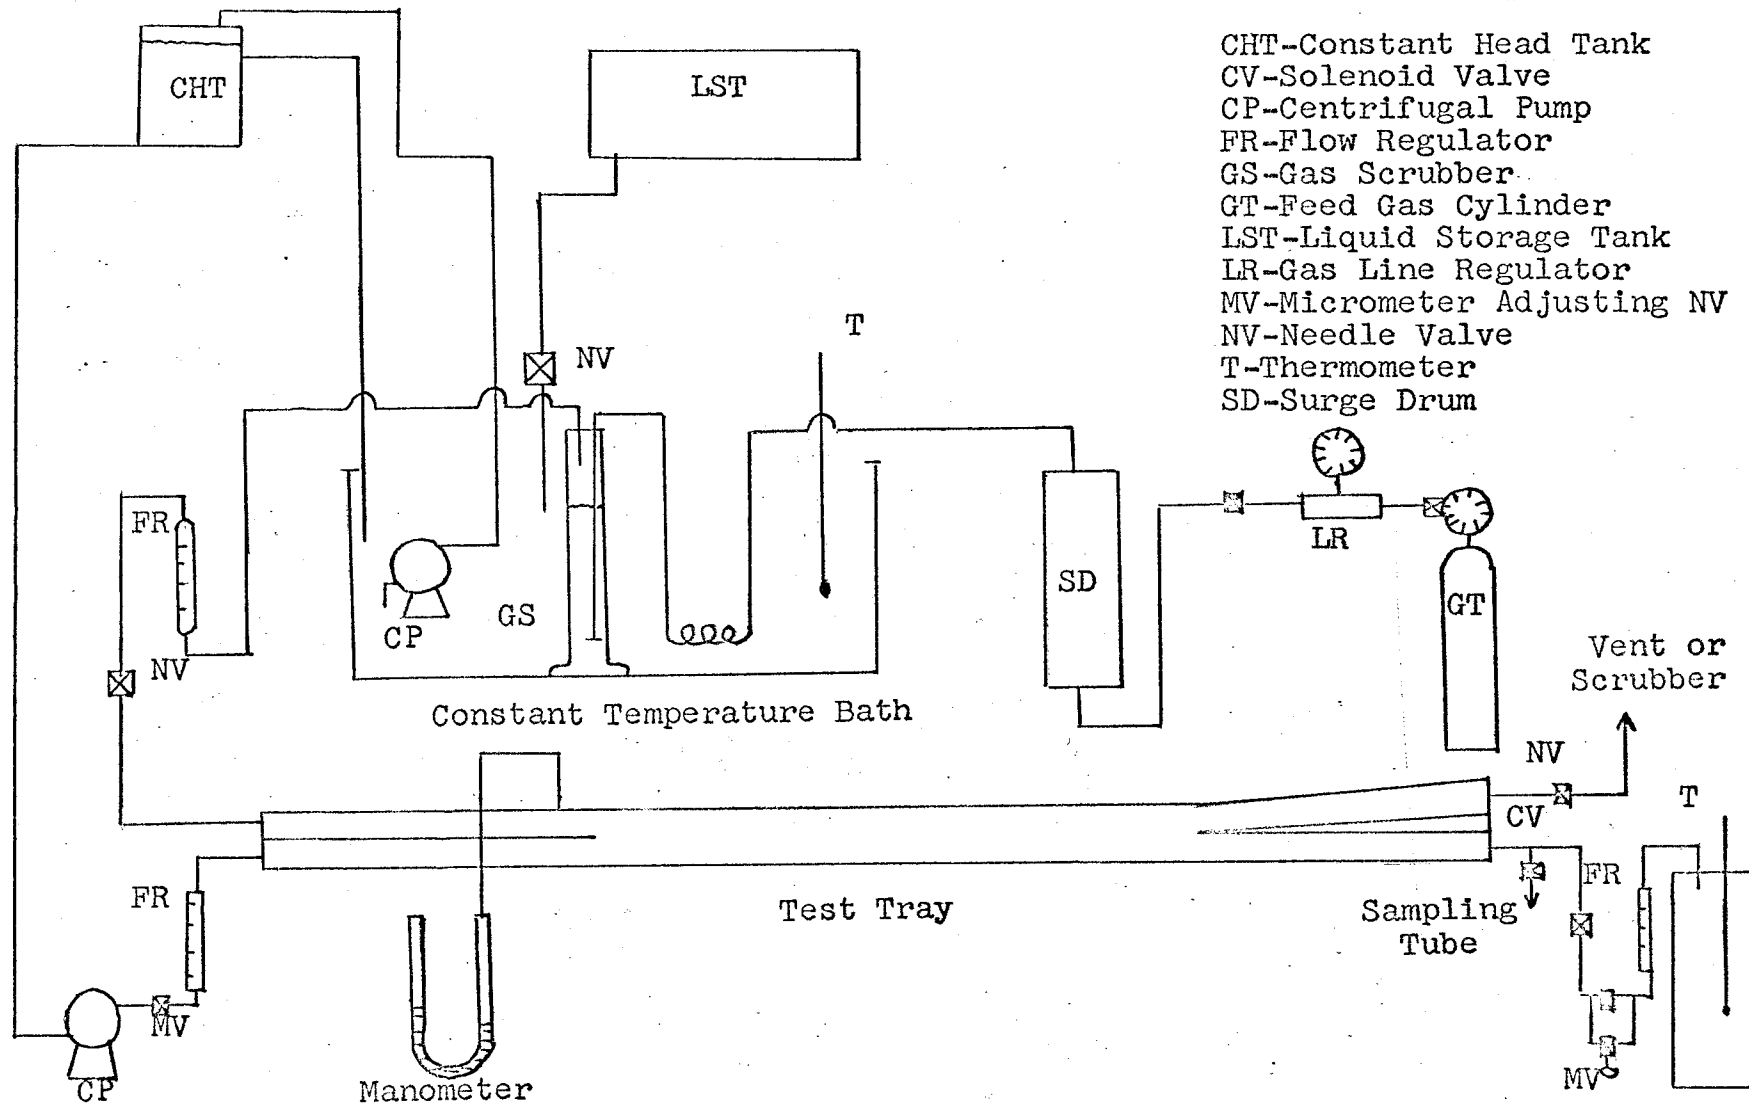 CHT-Constant Head Tank
CV-Solenoid Valve
CP-Centrifugal Pump
FR-Flow Regulator
GS-Gas Scrubber
GT-Feed Gas Cylinder
LST-Liquid Storage Tank
LR-Gas Line Regulator
MV-Micrometer Adjusting NV
NV-Needle Valve
T-Thermometer
SD-Surge Drum
CHT
LST
T
NV
FR
LR
SD
GT
GS
CP
NV
Vent or
Scrubber
Constant Temperature Bath
NV
T
CV
FR
FR
Test Tray
Sampling
Tube
MV
MV
CP
Manometer